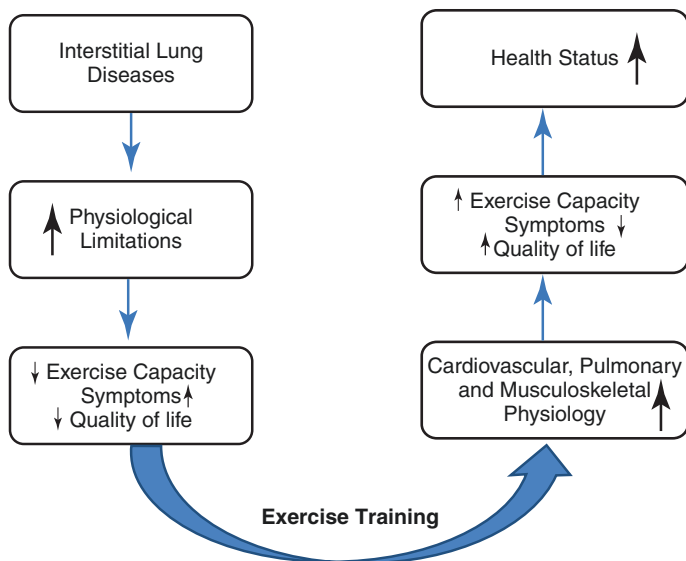 Interstitial Lung
Diseases
Physiological
Limitations
Exercise Capacity
Symptoms
Quality of life
Exercise Training
Cardiovascular, Pulmonary
and Musculoskeletal
Physiology
Exercise Capacity
Symptoms
Quality of life
Health Status